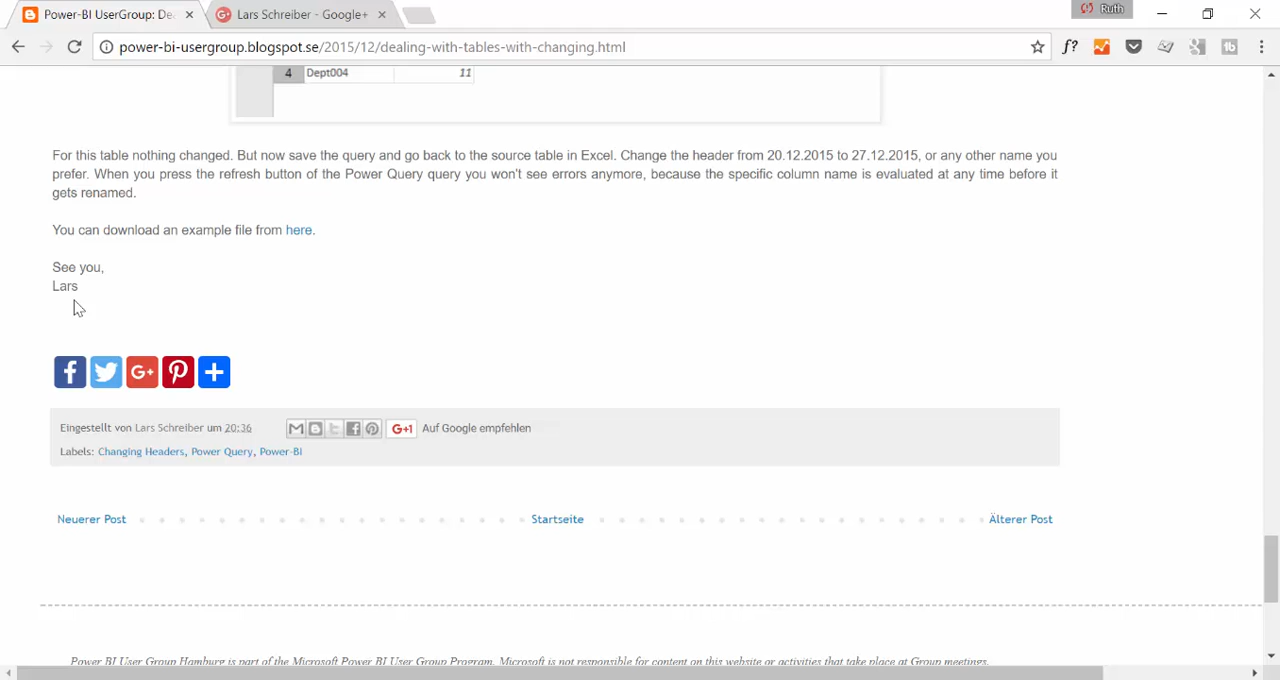 Power-BI UserGroup: Dea
Lars Schreiber - Google+
Ruth
power-bi-usergroup.blogspot.se/2015/12/dealing-with-tables-with-changing.html
f?
4 Dept004 11
For this table nothing changed. But now save the query and go back to the source table in Excel. Change the header from 20.12.2015 to 27.12.2015, or any other name you
prefer. When you press the refresh button of the Power Query query you won't see errors anymore, because the specific column name is evaluated at any time before it
gets renamed.
You can download an example file from here.
See you,
Lars
Eingestellt von Lars Schreiber um 20:36 G+1 Auf Google empfehlen
Labels: Changing Headers, Power Query, Power-BI
Neuerer Post Startseite Älterer Post
Power BI User Group Hamburg is part of the Microsoft Power BI User Group Program. Microsoft is not responsible for content on this website or activities that take place at Group meetings.